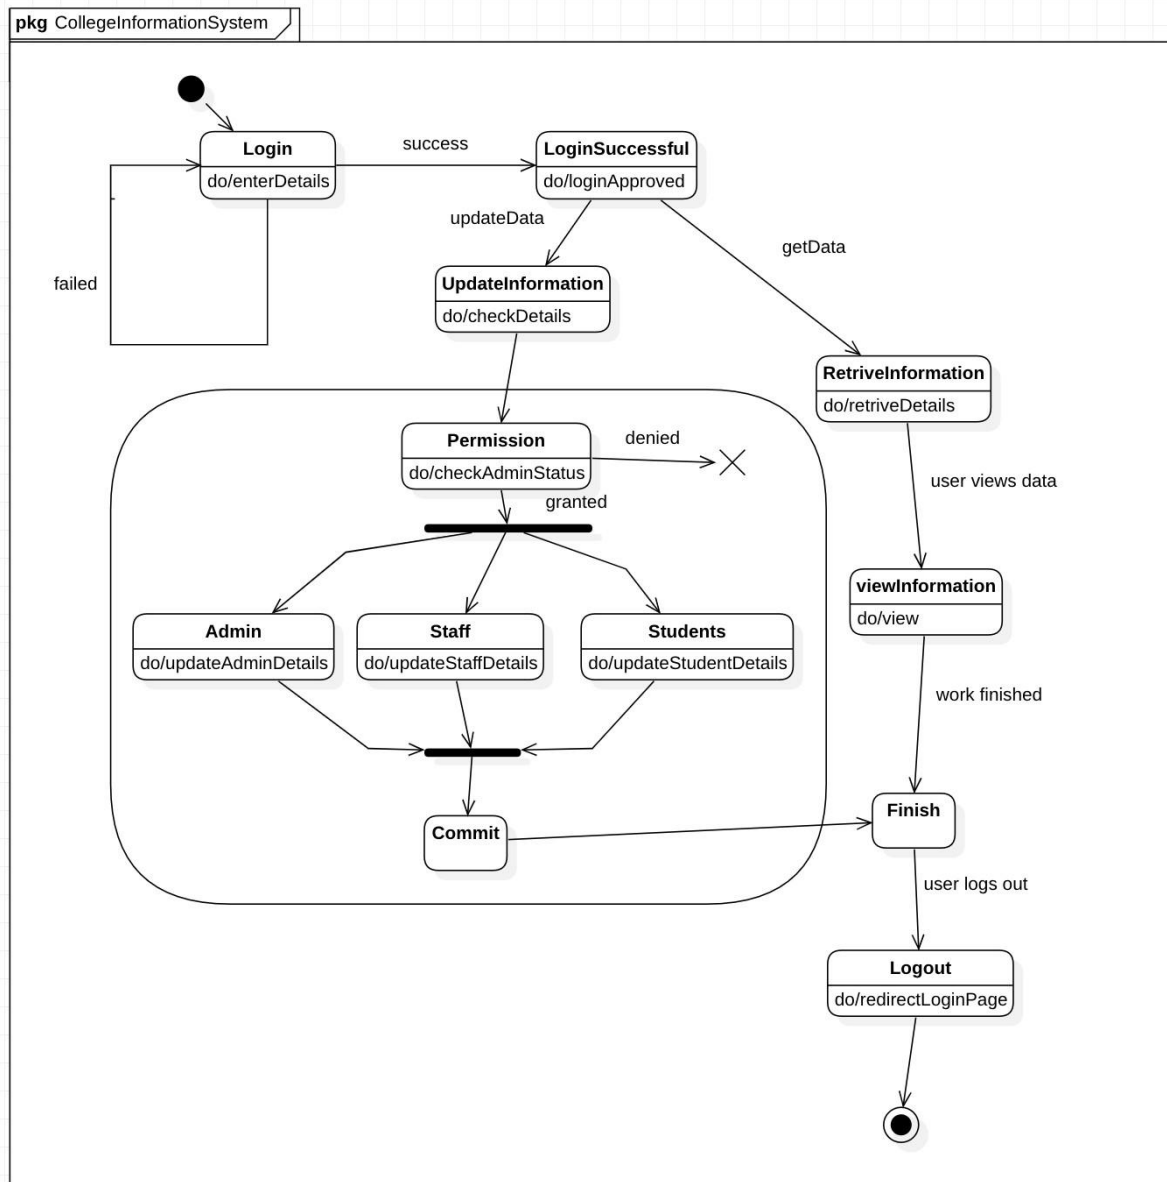 pkg CollegeInformationSystem
Login
do/enterDetails
success
LoginSuccessful
do/loginApproved
updateData
getData
failed
UpdateInformation
do/checkDetails
RetriveInformation
do/retriveDetails
Permission
do/checkAdminStatus
denied
granted
user views data
viewInformation
do/view
Admin
do/updateAdminDetails
Staff
do/updateStaffDetails
Students
do/updateStudentDetails
work finished
Commit
Finish
user logs out
Logout
do/redirectLoginPage